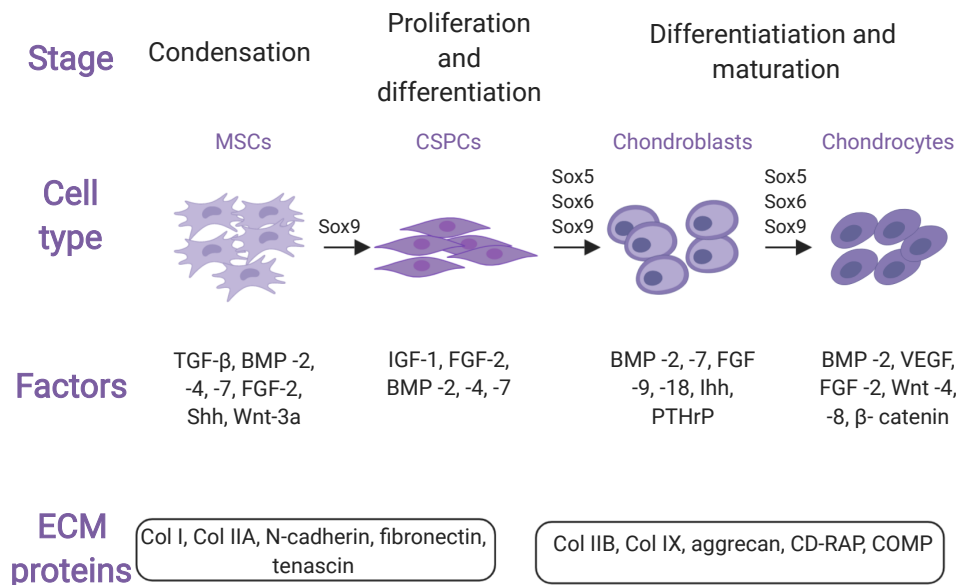 Stage
Condensation
Proliferation
and
differentiation
Differentiatiation and
maturation
Cell
type
MSCs
CSPCs
Chondroblasts
Chondrocytes
Sox9
Sox5
Sox6
Sox9
Sox5
Sox6
Sox9
Factors
TGF-β, BMP -2,
-4, -7, FGF-2,
Shh, Wnt-3a
IGF-1, FGF-2,
BMP -2, -4, -7
BMP -2, -7, FGF
-9, -18, Ihh,
PTHrP
BMP -2, VEGF,
FGF -2, Wnt -4,
-8, β- catenin
ECM
proteins
Col I, Col IIA, N-cadherin, fibronectin,
tenascin
Col IIB, Col IX, aggrecan, CD-RAP, COMP